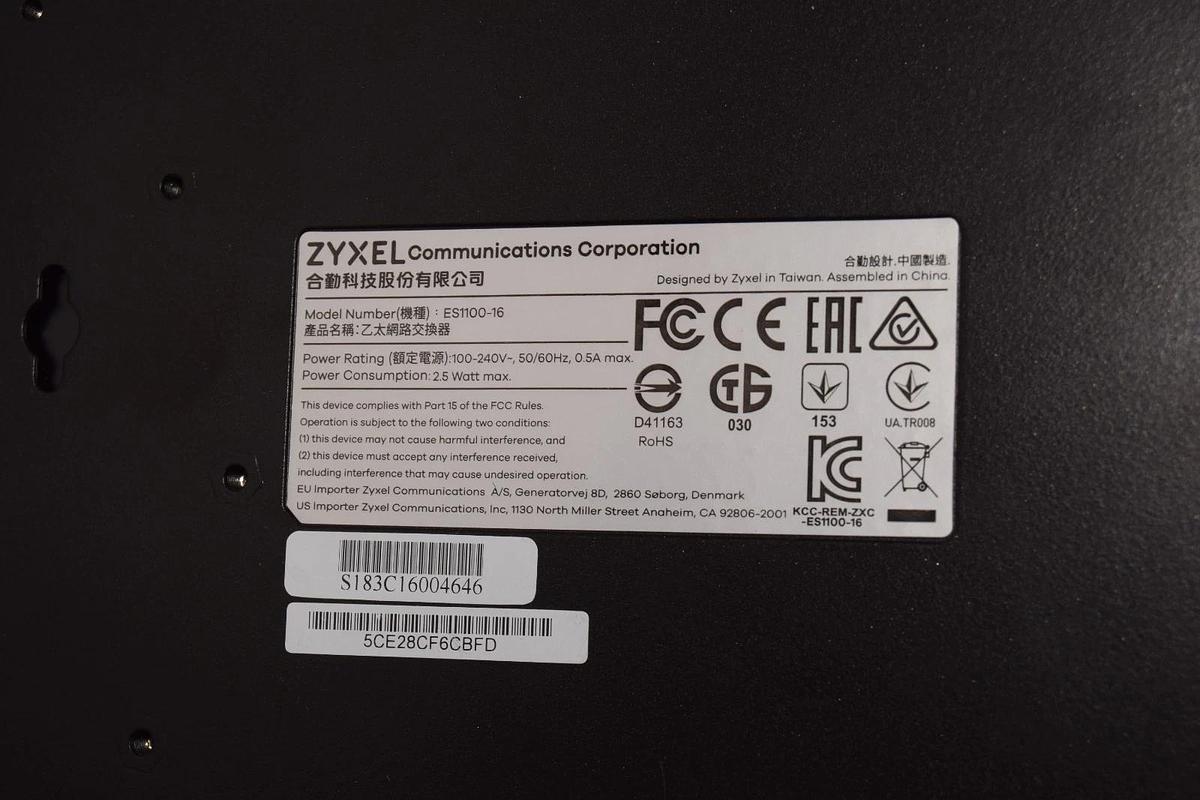 ZYXEL Communications Corporation
合勤科技股份有限公司
合勤設計.中國製造.
Designed by Zyxel in Taiwan. Assembled in China.
Model Number(機種) : ES1100-16
產品名稱:乙太網路交換器
Power Rating (額定電源):100-240V~, 50/60Hz, 0.5A max.
Power Consumption: 2.5 Watt max.
This device complies with Part 15 of the FCC Rules.
Operation is subject to the following two conditions:
(1) this device may not cause harmful interference, and
(2) this device must accept any interference received,
including interference that may cause undesired operation.
EU Importer Zyxel Communications A/S, Generatorvej 8D, 2860 Søborg, Denmark
US Importer Zyxel Communications, Inc, 1130 North Miller Street Anaheim, CA 92806-2001
FCC CE EAC
D41163
RoHS
030
153
UA.TR008
KC
KCC-REM-ZXC
-ES1100-16
S183C16004646
5CE28CF6CBFD